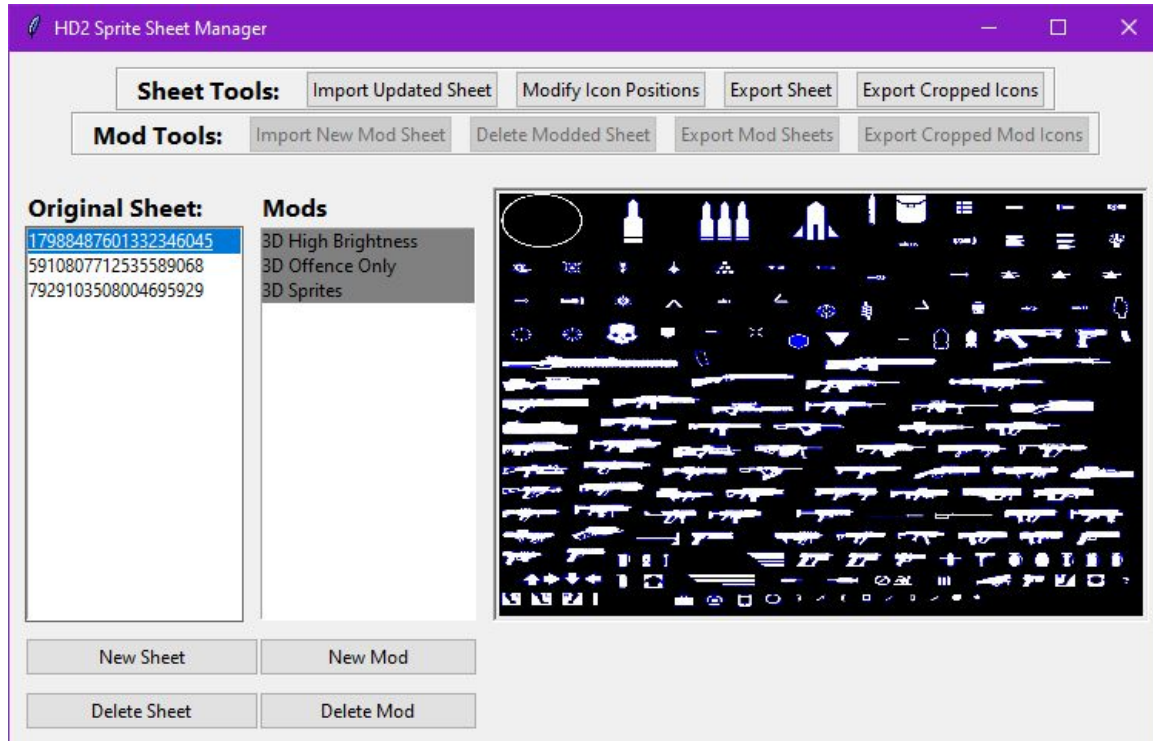 HD2 Sprite Sheet Manager
Sheet Tools: Import Updated Sheet Modify Icon Positions Export Sheet Export Cropped Icons
Mod Tools: Import New Mod Sheet Delete Modded Sheet Export Mod Sheets Export Cropped Mod Icons
Original Sheet: Mods
17988487601332346045 3D High Brightness
5910807712535589068 3D Offence Only
7929103508004695929 3D Sprites
New Sheet New Mod
Delete Sheet Delete Mod